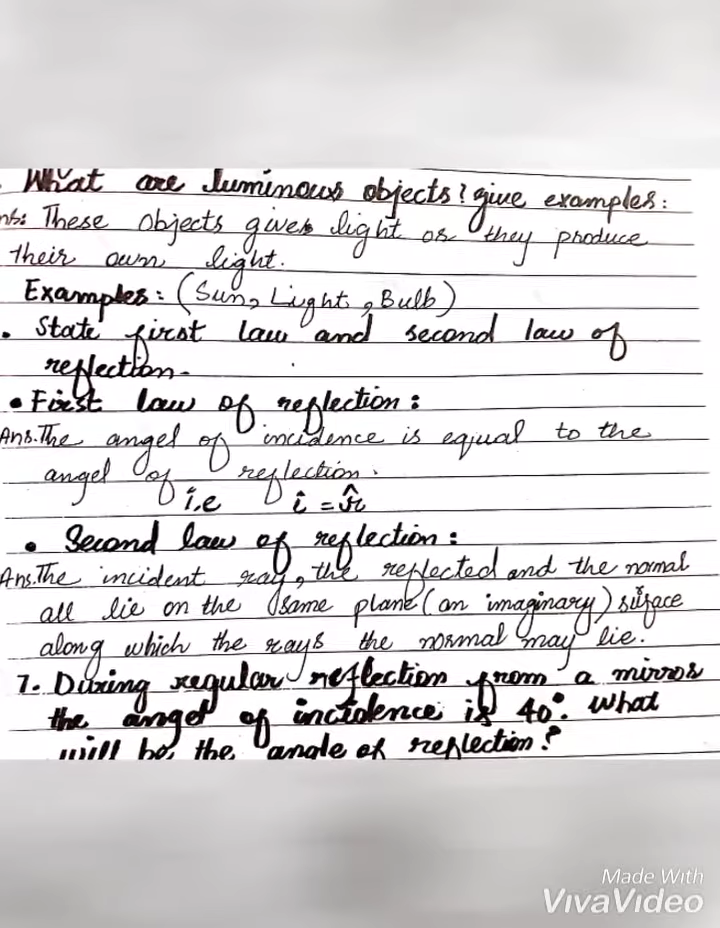 . What are luminous objects? give examples:
ns: These objects gives light or they produce
their own light.
Examples: (Sun, Light, Bulb)
. State first law and second law of
reflection.
• First law of reflection:
Ans. The angel of incidence is equal to the
angel of reflection.
i.e î = r̂
• Second law of reflection:
Ans. The incident ray, the reflected and the normal
all lie on the same plane (an imaginary) surface
along which the rays the normal may lie.
7. During regular reflection from a mirror
the angel of incidence is 40°. What
will be the angle of reflection?
Made With
VivaVideo